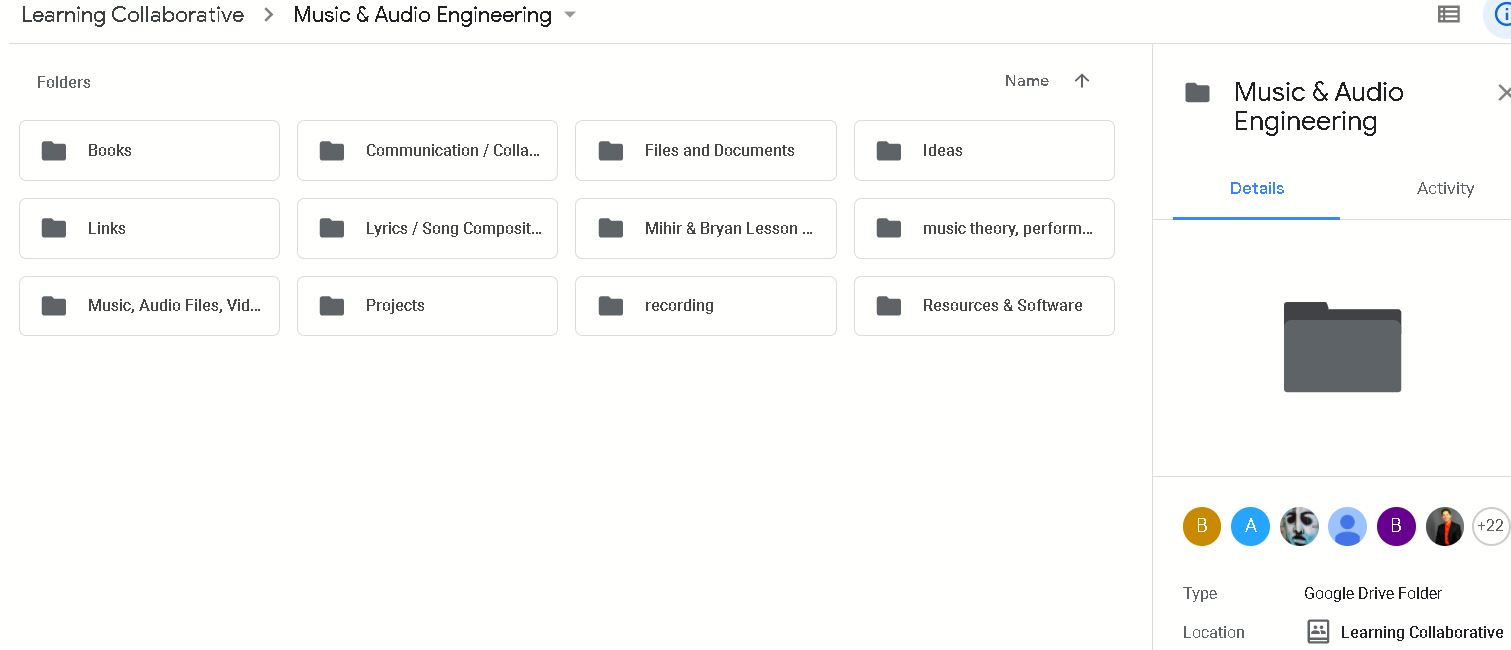 Learning Collaborative > Music & Audio Engineering
Folders
Name
Books
Communication / Colla...
Files and Documents
Ideas
Links
Lyrics / Song Composit...
Mihir & Bryan Lesson ...
music theory, perform...
Music, Audio Files, Vid...
Projects
recording
Resources & Software
Music & Audio
Engineering
Details
Activity
B
A
B
+22
Type
Google Drive Folder
Location
Learning Collaborative